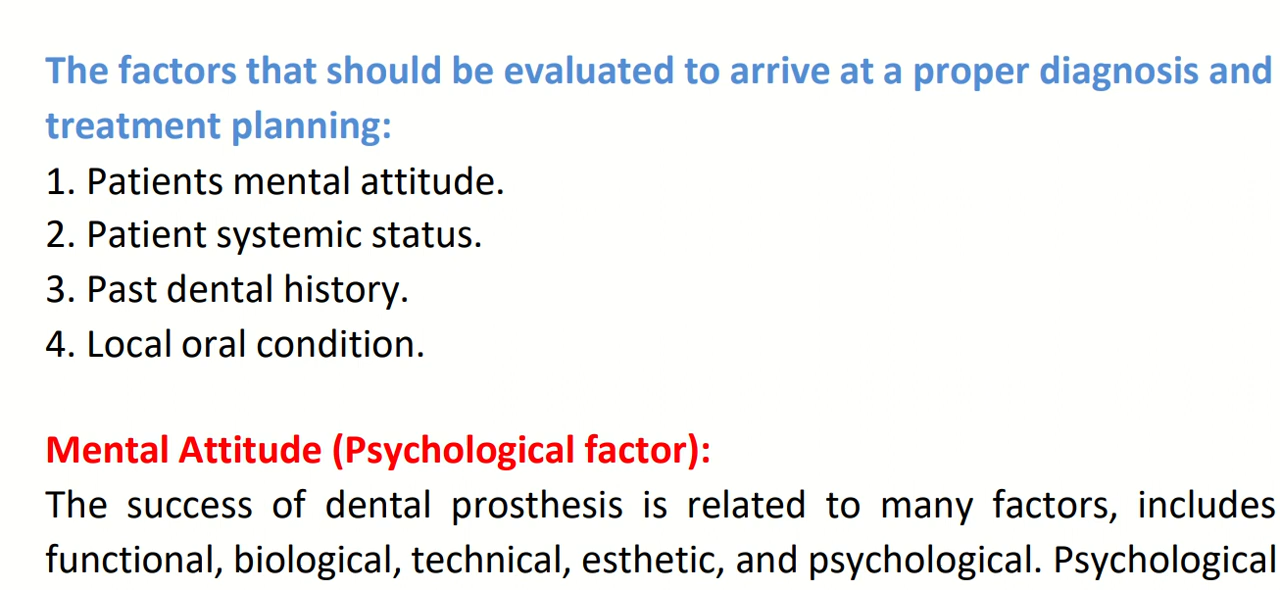 The factors that should be evaluated to arrive at a proper diagnosis and
treatment planning:
1. Patients mental attitude.
2. Patient systemic status.
3. Past dental history.
4. Local oral condition.
Mental Attitude (Psychological factor):
The success of dental prosthesis is related to many factors, includes
functional, biological, technical, esthetic, and psychological. Psychological